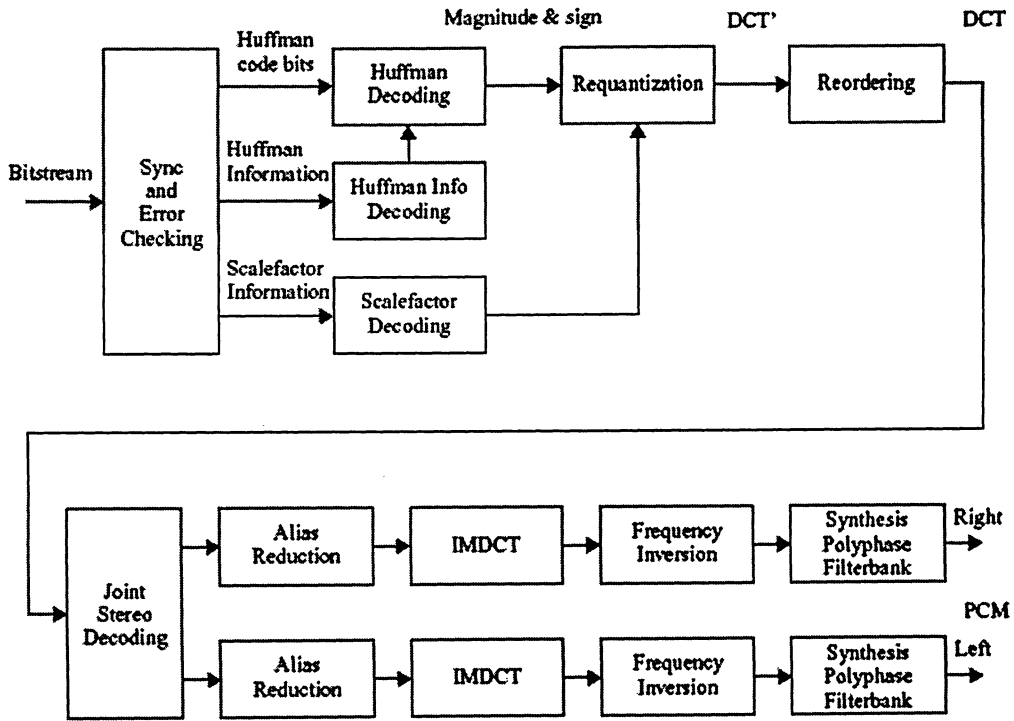 Magnitude & sign
DCT'
DCT
Huffman
code bits
Huffman
Decoding
Requantization
Reordering
Bitstream
Sync
and
Error
Checking
Huffman
Information
Huffman Info
Decoding
Scalefactor
Information
Scalefactor
Decoding
Joint
Stereo
Decoding
Alias
Reduction
IMDCT
Frequency
Inversion
Synthesis
Polyphase
Filterbank
Right
PCM
Alias
Reduction
IMDCT
Frequency
Inversion
Synthesis
Polyphase
Filterbank
Left